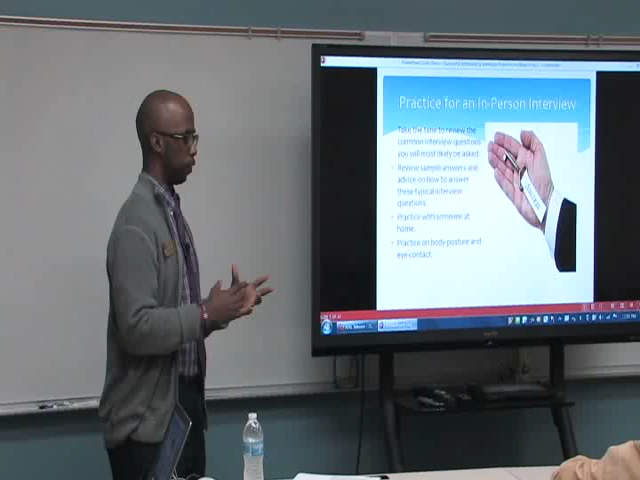 Practice for an In-Person Interview
Take the time to review the
common interview questions
you will most likely be asked.
Review sample answers and
advice on how to answer
these typical interview
questions.
Practice with someone at
home.
Practice on body posture and
eye contact.